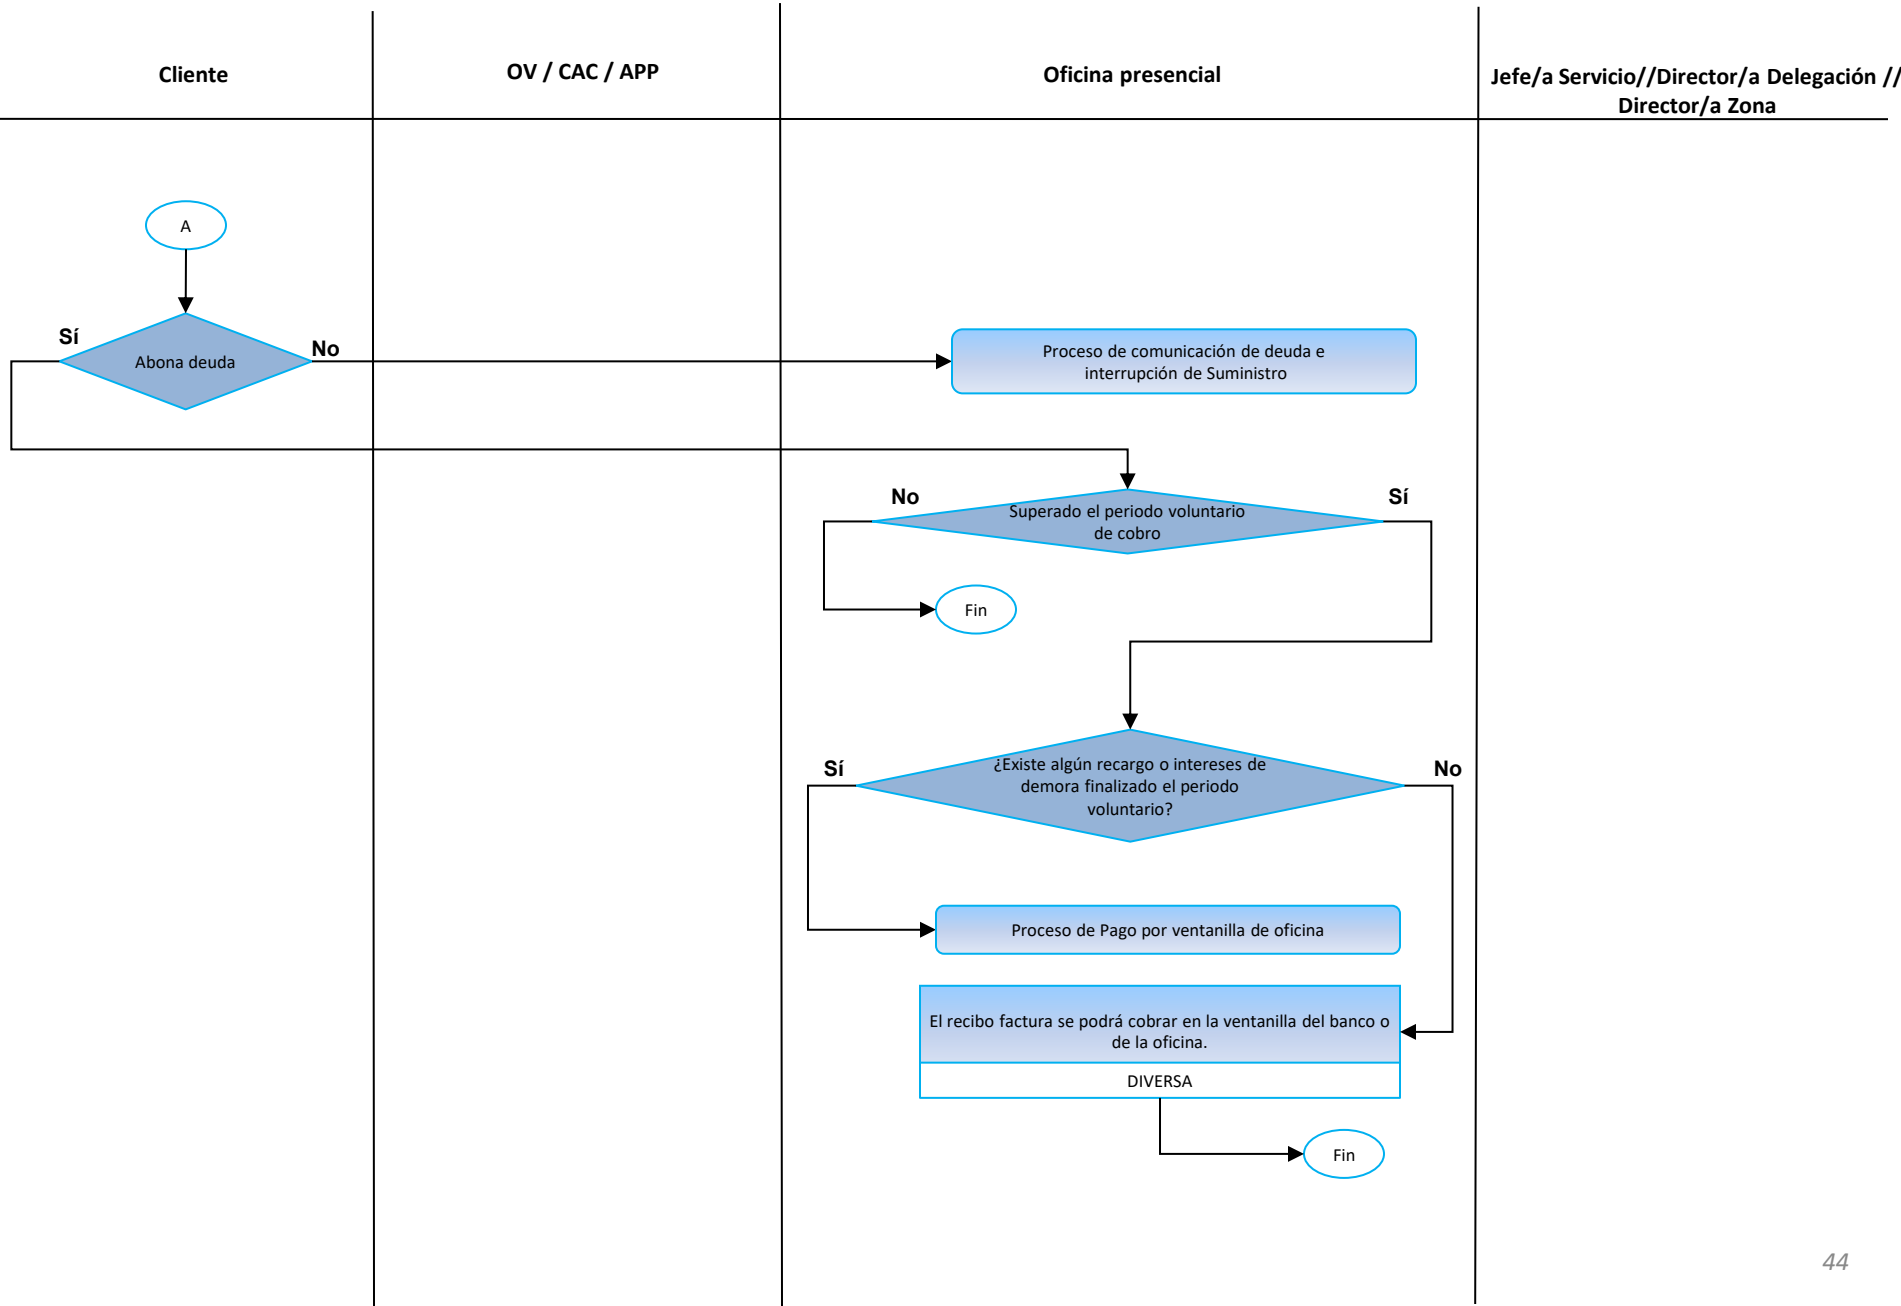 Cliente
OV / CAC / APP
Oficina presencial
Jefe/a Servicio//Director/a Delegación //
Director/a Zona
A
Sí
Abona deuda
No
Proceso de comunicación de deuda e
interrupción de Suministro
No
Superado el periodo voluntario
de cobro
Sí
Fin
Sí
¿Existe algún recargo o intereses de
demora finalizado el periodo
voluntario?
No
Proceso de Pago por ventanilla de oficina
El recibo factura se podrá cobrar en la ventanilla del banco o
de la oficina.
DIVERSA
Fin
44